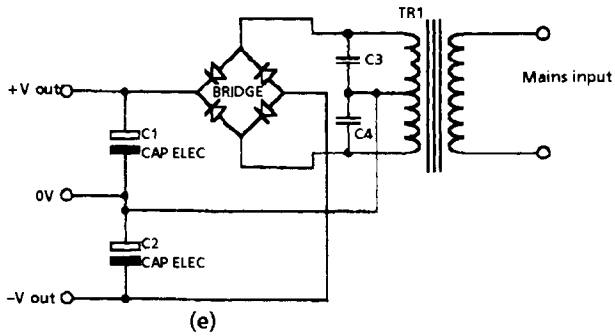 TR1
C3
+V out
BRIDGE
Mains input
C1
CAP ELEC
C4
0V
C2
CAP ELEC
−V out
(e)